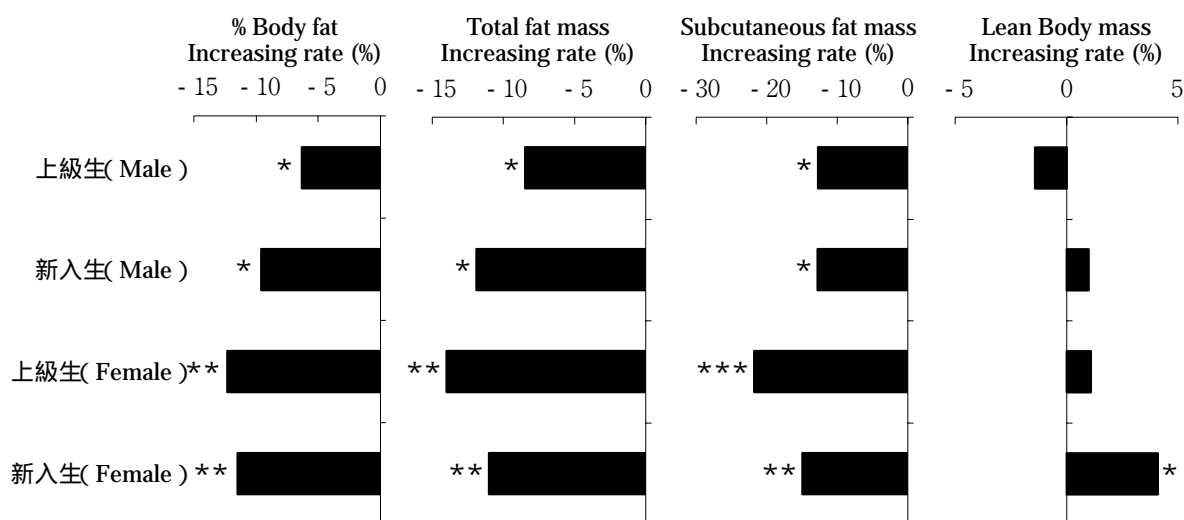 % Body fat
Increasing rate (%)
Total fat mass
Increasing rate (%)
Subcutaneous fat mass
Increasing rate (%)
Lean Body mass
Increasing rate (%)
- 15 - 10 - 5 0
- 15 - 10 - 5 0
- 30 - 20 - 10 0
- 5 0 5
上級生( Male ) * * *
新入生( Male ) * * *
上級生( Female ) ** ** ***
新入生( Female ) ** ** ** *